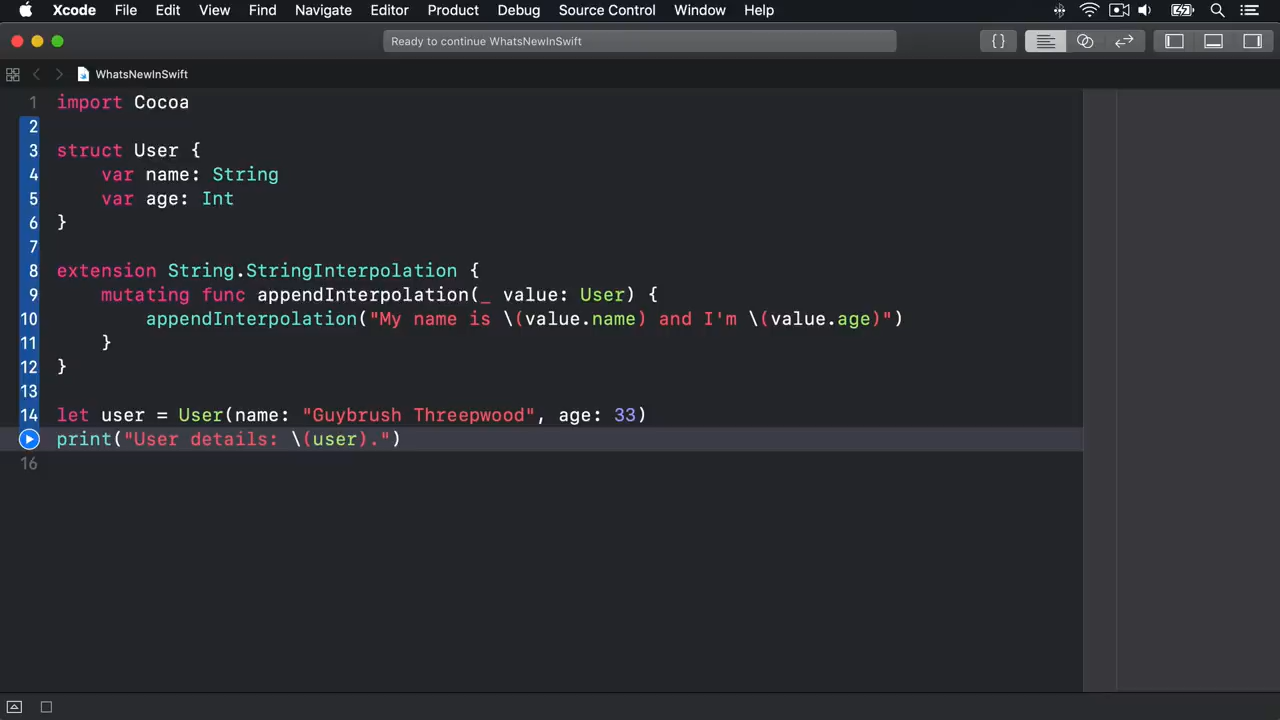 Xcode File Edit View Find Navigate Editor Product Debug Source Control Window Help
Ready to continue WhatsNewInSwift
WhatsNewInSwift
1 import Cocoa
2
3 struct User {
4     var name: String
5     var age: Int
6 }
7
8 extension String.StringInterpolation {
9     mutating func appendInterpolation(_ value: User) {
10         appendInterpolation("My name is \(value.name) and I'm \(value.age)")
11     }
12 }
13
14 let user = User(name: "Guybrush Threepwood", age: 33)
print("User details: \(user).")
16